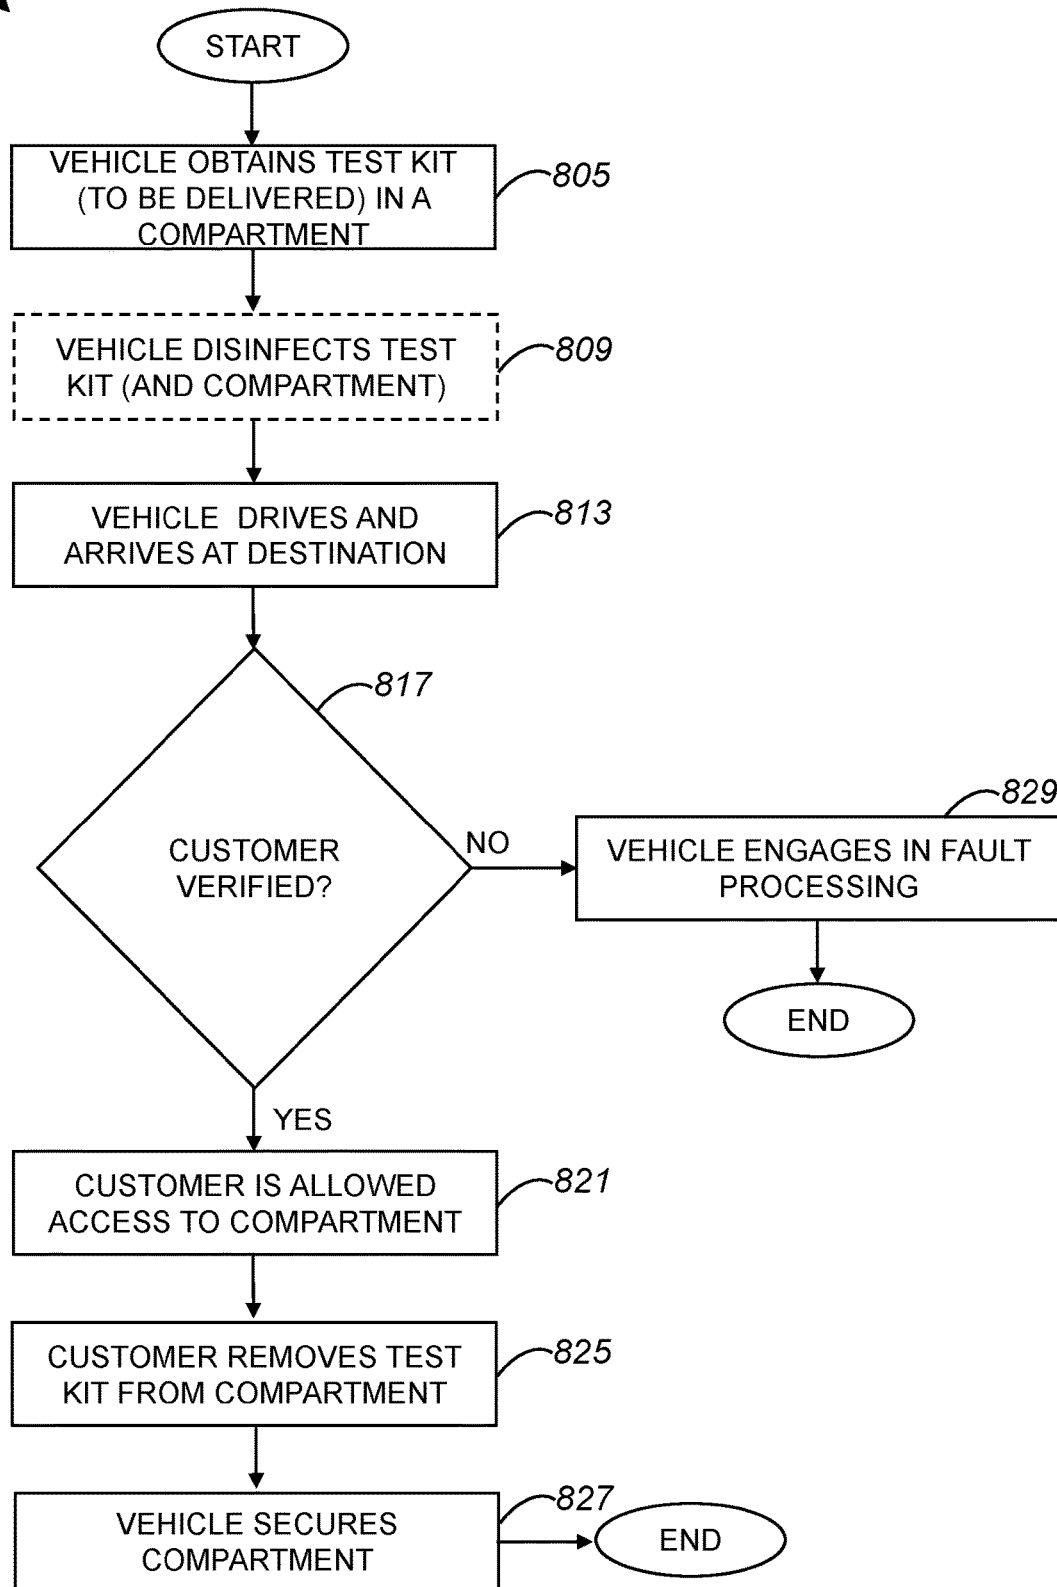 START
VEHICLE OBTAINS TEST KIT
(TO BE DELIVERED) IN A
COMPARTMENT
805
VEHICLE DISINFECTS TEST
KIT (AND COMPARTMENT)
809
VEHICLE DRIVES AND
ARRIVES AT DESTINATION
813
817
CUSTOMER
VERIFIED?
NO
829
VEHICLE ENGAGES IN FAULT
PROCESSING
END
YES
CUSTOMER IS ALLOWED
ACCESS TO COMPARTMENT
821
CUSTOMER REMOVES TEST
KIT FROM COMPARTMENT
825
VEHICLE SECURES
COMPARTMENT
827
END